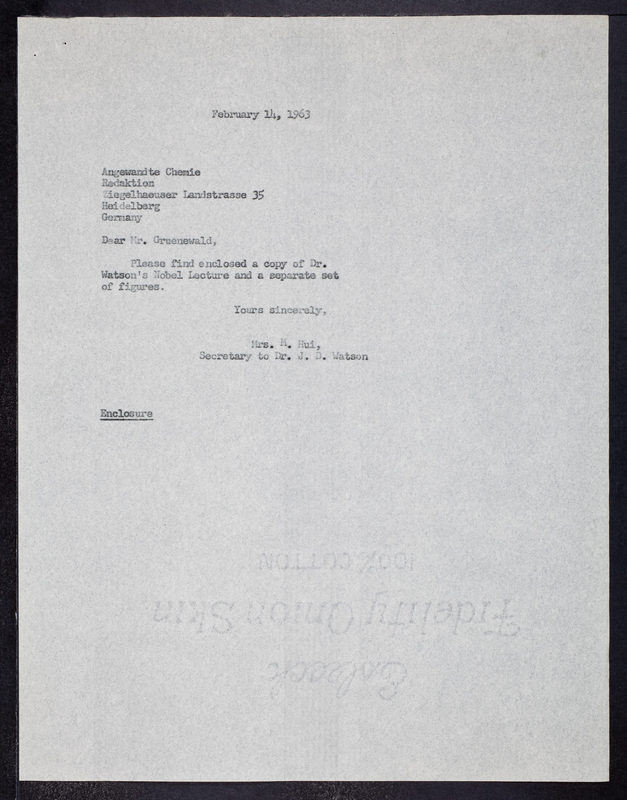 February 14, 1963
Angewandte Chemie
Redaktion
Ziegelhaeuser Landstrasse 35
Heidelberg
Germany
Dear Mr. Gruenewald,
Please find enclosed a copy of Dr.
Watson's Nobel Lecture and a separate set
of figures.
Yours sincerely,
Mrs. M. Hui,
Secretary to Dr. J. D. Watson
Enclosure
100% COTTON
Fidelity Onion Skin
Esleeck